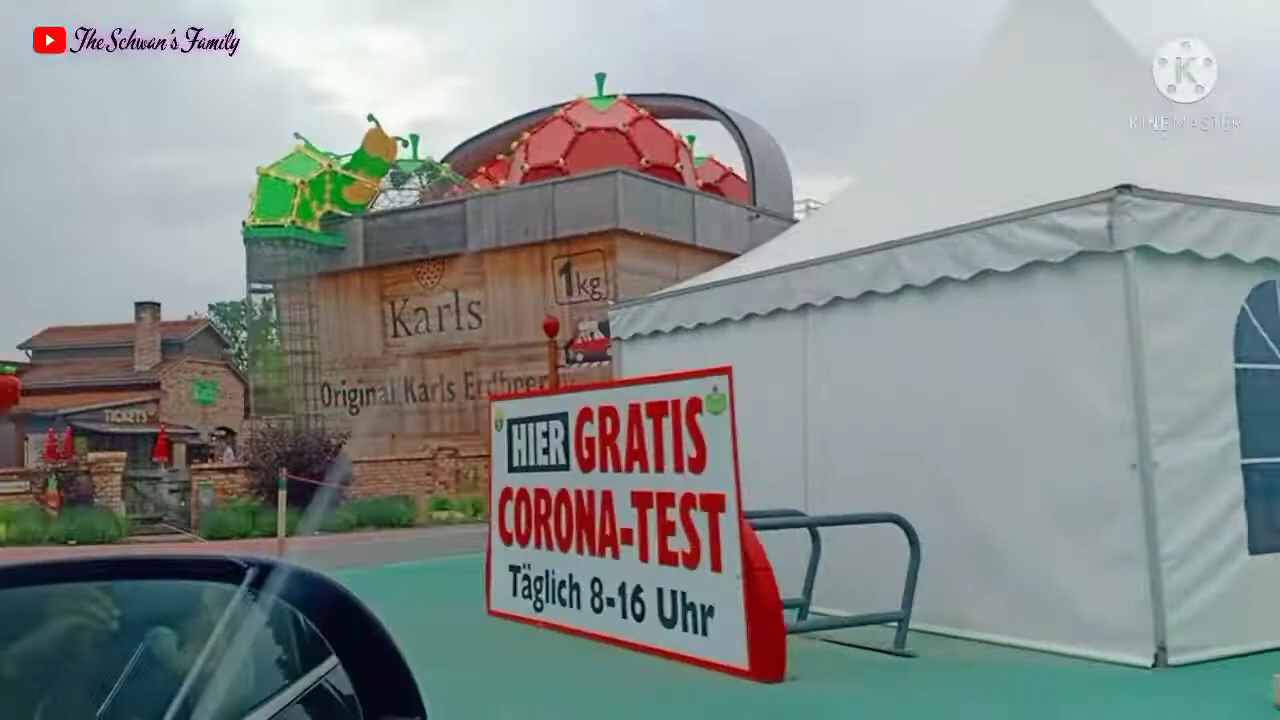 The Schwan's Family
KINEMASTER
Karls
1kg
Original Karls Erdbeer
TICKETS
HIER GRATIS
CORONA-TEST
Täglich 8-16 Uhr